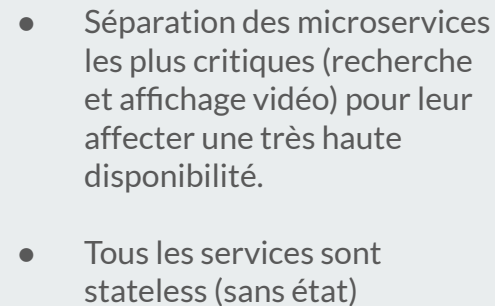 ● Séparation des microservices
les plus critiques (recherche
et affichage vidéo) pour leur
affecter une très haute
disponibilité.
● Tous les services sont
stateless (sans état)